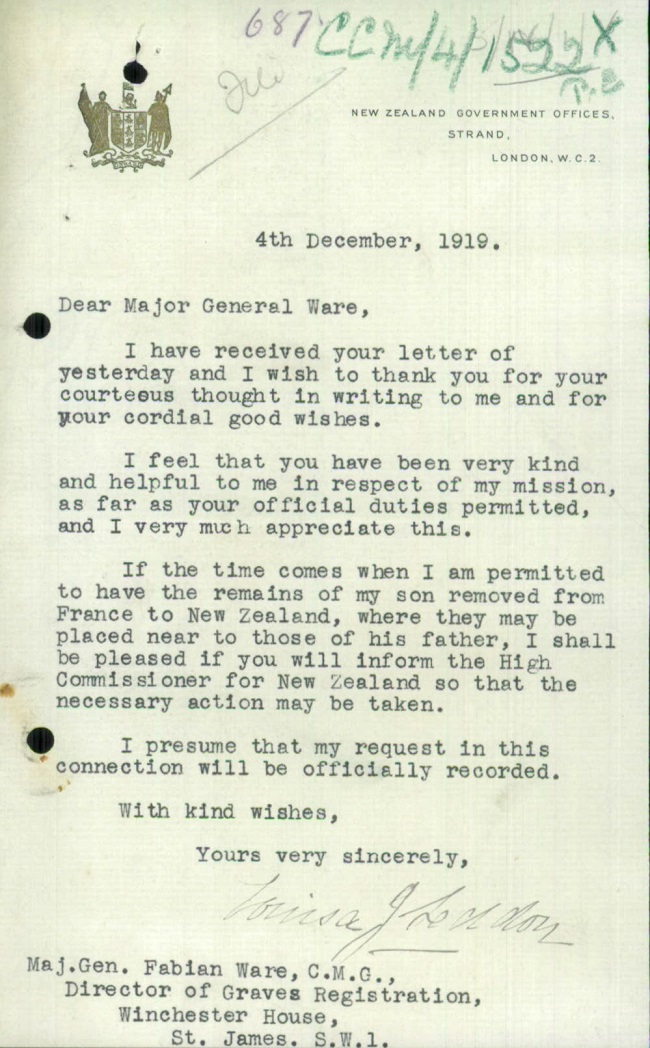 687
CCM/4/1522 X
File
P.2
NEW ZEALAND GOVERNMENT OFFICES,
STRAND,
LONDON, W.C.2.
4th December, 1919.
Dear Major General Ware,
I have received your letter of
yesterday and I wish to thank you for your
courteous thought in writing to me and for
your cordial good wishes.
I feel that you have been very kind
and helpful to me in respect of my mission,
as far as your official duties permitted,
and I very much appreciate this.
If the time comes when I am permitted
to have the remains of my son removed from
France to New Zealand, where they may be
placed near to those of his father, I shall
be pleased if you will inform the High
Commissioner for New Zealand so that the
necessary action may be taken.
I presume that my request in this
connection will be officially recorded.
With kind wishes,
Yours very sincerely,
Louisa J Seddon
Maj.Gen. Fabian Ware, C.M.G.,
Director of Graves Registration,
Winchester House,
St. James. S.W.1.